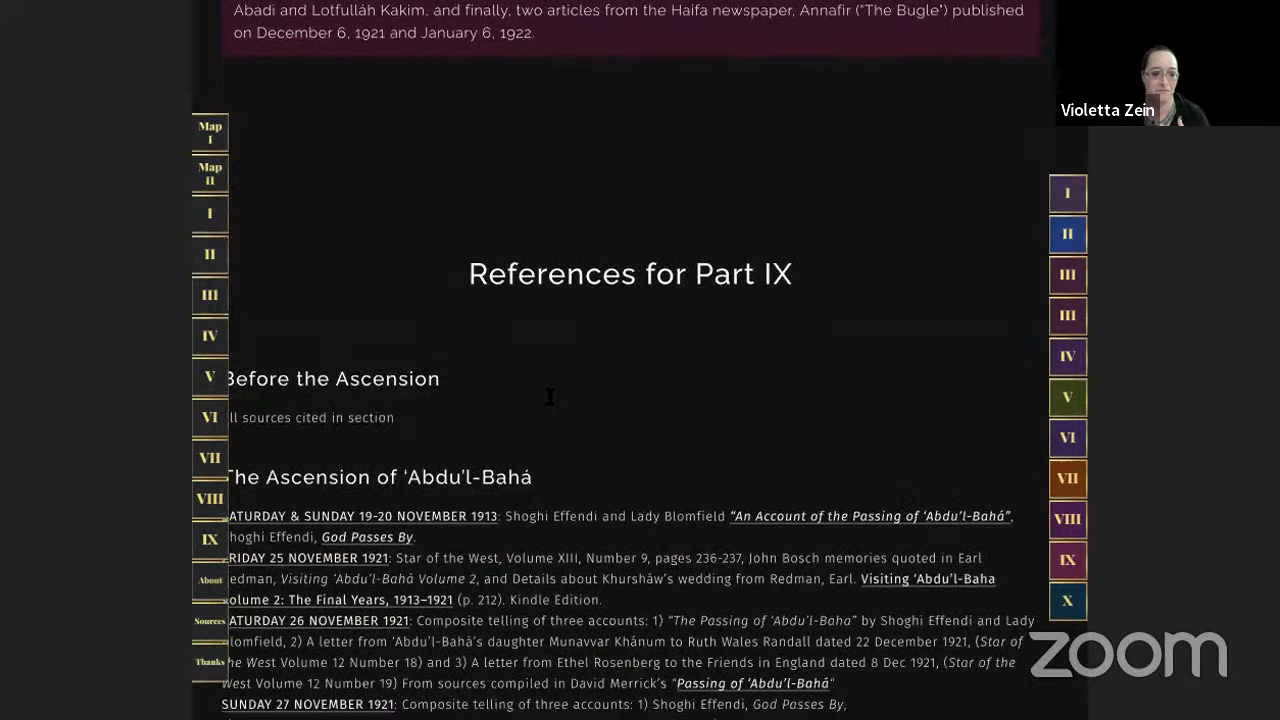 Abadi and Lotfulláh Kakim, and finally, two articles from the Haifa newspaper, Annafir ("The Bugle") published
on December 6, 1921 and January 6, 1922.
Violetta Zein
Map
I
Map
II
I
II
III
IV
V
VI
VII
VIII
IX
About
Sources
Thanks
References for Part IX
Before the Ascension
ll sources cited in section
The Ascension of ‘Abdu’l-Bahá
ATURDAY & SUNDAY 19-20 NOVEMBER 1913: Shoghi Effendi and Lady Blomfield “An Account of the Passing of ‘Abdu’l-Bahá”,
hoghi Effendi, God Passes By.
RIDAY 25 NOVEMBER 1921: Star of the West, Volume XIII, Number 9, pages 236-237, John Bosch memories quoted in Earl
edman, Visiting ‘Abdu’l-Bahá Volume 2, and Details about Khursháw’s wedding from Redman, Earl. Visiting ‘Abdu’l-Baha
olume 2: The Final Years, 1913–1921 (p. 212). Kindle Edition.
ATURDAY 26 NOVEMBER 1921: Composite telling of three accounts: 1) “The Passing of ‘Abdu’l-Baha” by Shoghi Effendi and Lady
lomfield, 2) A letter from ‘Abdu’l-Bahá’s daughter Munavvar Khánum to Ruth Wales Randall dated 22 December 1921, (Star of
he West Volume 12 Number 18) and 3) A letter from Ethel Rosenberg to the Friends in England dated 8 Dec 1921, (Star of the
West Volume 12 Number 19) From sources compiled in David Merrick’s “Passing of ‘Abdu’l-Bahá”
SUNDAY 27 NOVEMBER 1921: Composite telling of three accounts: 1) Shoghi Effendi, God Passes By,
I
II
III
III
IV
V
VI
VII
VIII
IX
X
zoom